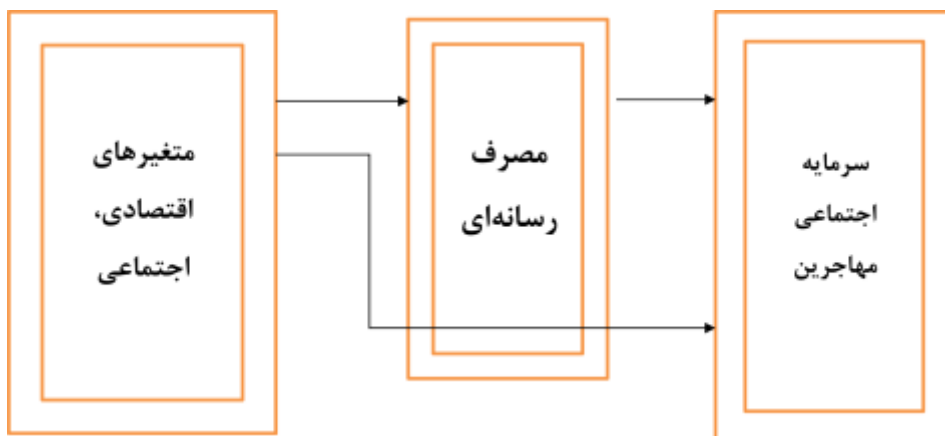 متغیرهای
اقتصادی،
اجتماعی
مصرف
رسانه‌ای
سرمایه
اجتماعی
مهاجرین